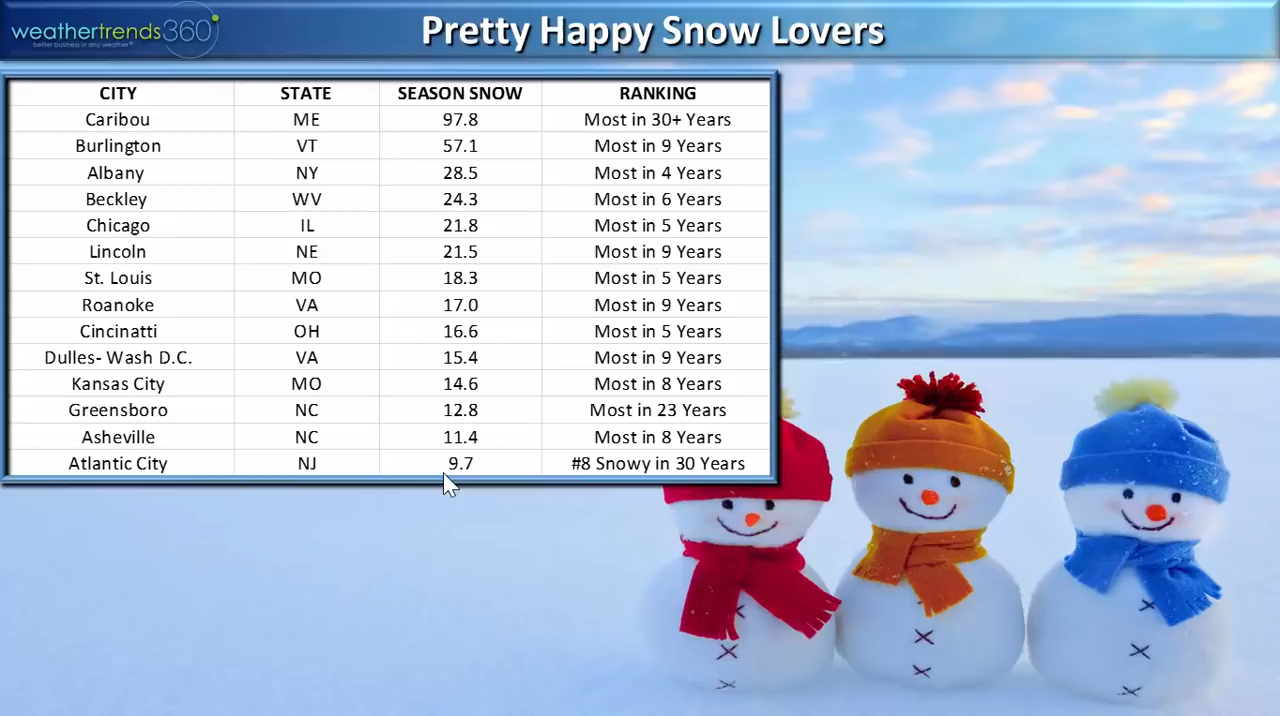 weathertrends360
better business in any weather®
Pretty Happy Snow Lovers
CITY STATE SEASON SNOW RANKING
Caribou ME 97.8 Most in 30+ Years
Burlington VT 57.1 Most in 9 Years
Albany NY 28.5 Most in 4 Years
Beckley WV 24.3 Most in 6 Years
Chicago IL 21.8 Most in 5 Years
Lincoln NE 21.5 Most in 9 Years
St. Louis MO 18.3 Most in 5 Years
Roanoke VA 17.0 Most in 9 Years
Cincinatti OH 16.6 Most in 5 Years
Dulles- Wash D.C. VA 15.4 Most in 9 Years
Kansas City MO 14.6 Most in 8 Years
Greensboro NC 12.8 Most in 23 Years
Asheville NC 11.4 Most in 8 Years
Atlantic City NJ 9.7 #8 Snowy in 30 Years